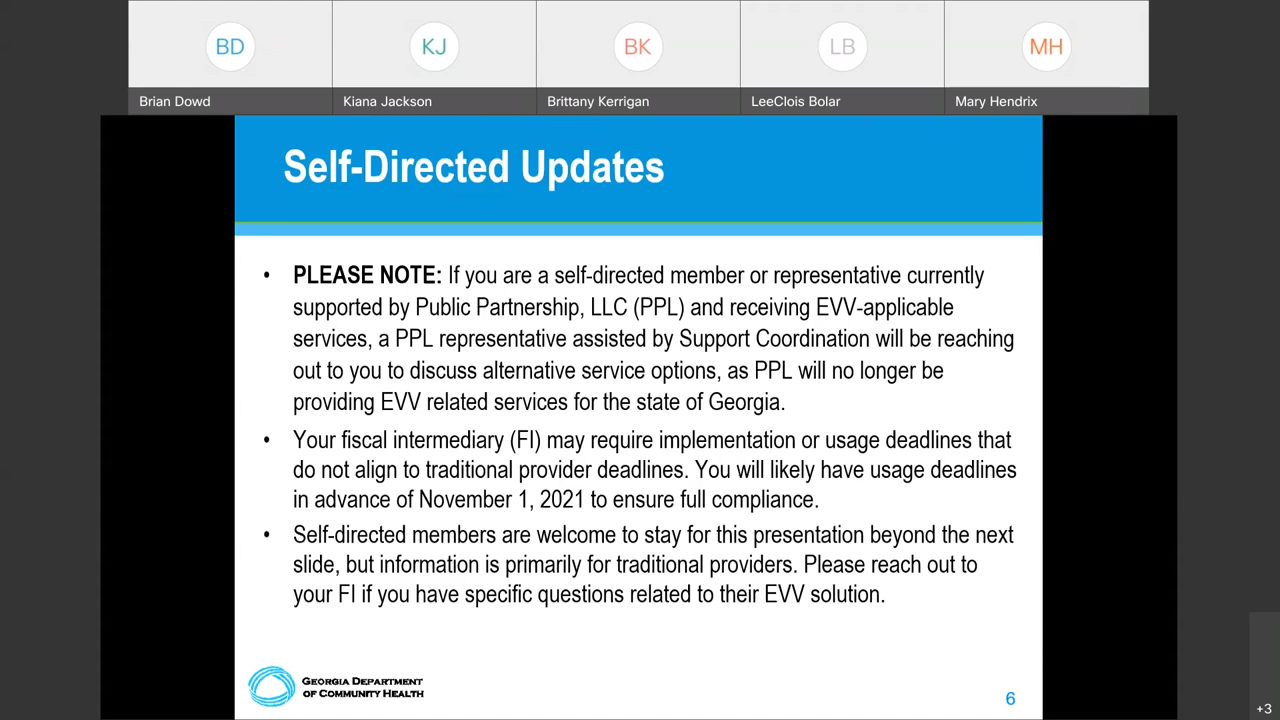 BD
KJ
BK
LB
MH
Brian Dowd
Kiana Jackson
Brittany Kerrigan
LeeClois Bolar
Mary Hendrix
Self-Directed Updates
• PLEASE NOTE: If you are a self-directed member or representative currently
supported by Public Partnership, LLC (PPL) and receiving EVV-applicable
services, a PPL representative assisted by Support Coordination will be reaching
out to you to discuss alternative service options, as PPL will no longer be
providing EVV related services for the state of Georgia.
• Your fiscal intermediary (FI) may require implementation or usage deadlines that
do not align to traditional provider deadlines. You will likely have usage deadlines
in advance of November 1, 2021 to ensure full compliance.
• Self-directed members are welcome to stay for this presentation beyond the next
slide, but information is primarily for traditional providers. Please reach out to
your FI if you have specific questions related to their EVV solution.
GEORGIA DEPARTMENT
OF COMMUNITY HEALTH
6
+3